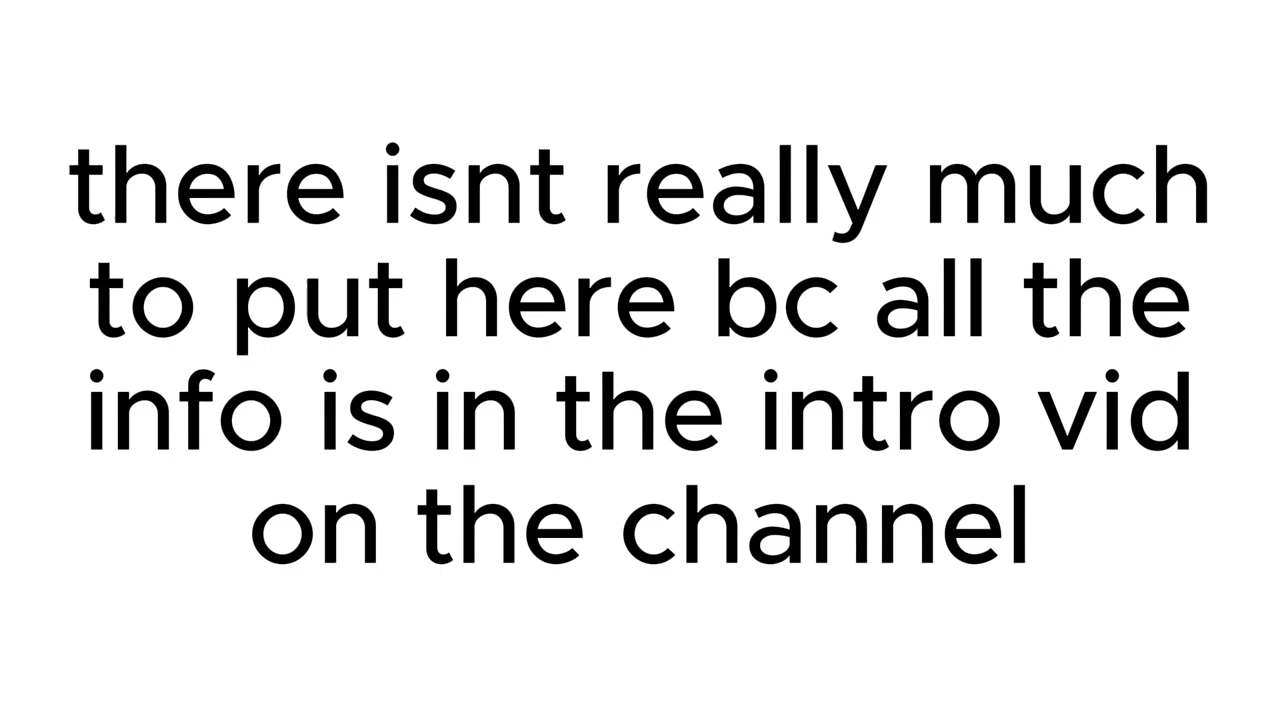 there isnt really much
to put here bc all the
info is in the intro vid
on the channel